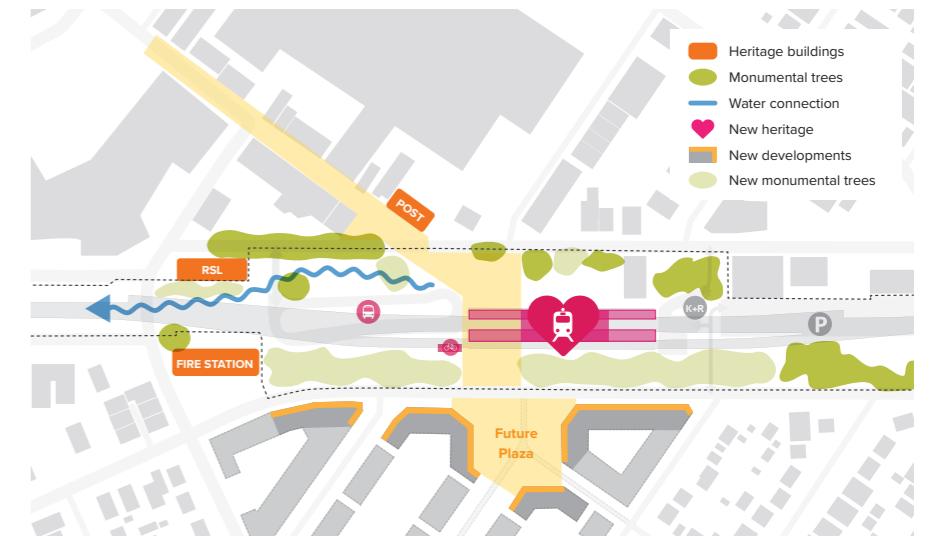 Heritage buildings
Monumental trees
Water connection
New heritage
New developments
New monumental trees
POST
RSL
K+R
P
FIRE STATION
Future
Plaza